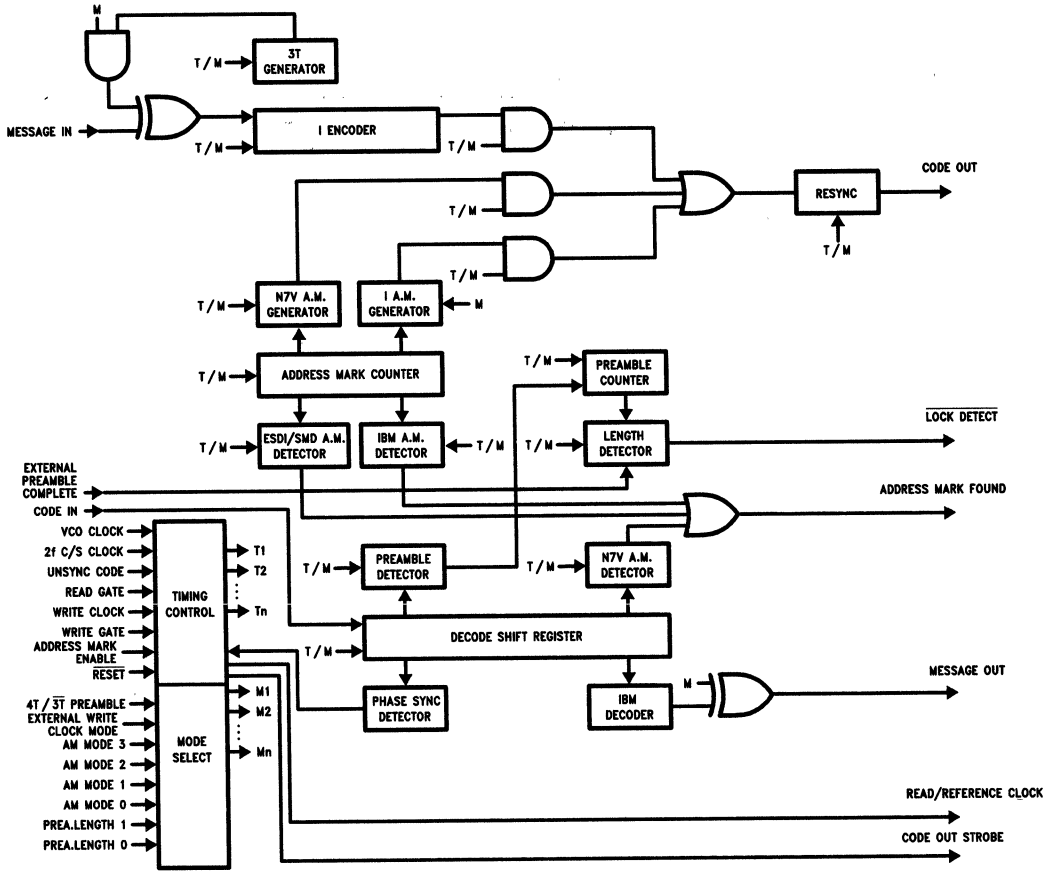 M
3T
GENERATOR
T/M
MESSAGE IN
I ENCODER
T/M
T/M
CODE OUT
RESYNC
T/M
T/M
T/M
N7V A.M.
GENERATOR
T/M
I A.M.
GENERATOR
M
ADDRESS MARK COUNTER
T/M
T/M
PREAMBLE
COUNTER
LOCK DETECT
ESDI/SMD A.M.
DETECTOR
T/M
IBM A.M.
DETECTOR
T/M
T/M
LENGTH
DETECTOR
EXTERNAL
PREAMBLE
COMPLETE
ADDRESS MARK FOUND
CODE IN
VCO CLOCK
2f C/S CLOCK
UNSYNC CODE
READ GATE
WRITE CLOCK
WRITE GATE
ADDRESS MARK
ENABLE
RESET
TIMING
CONTROL
T1
T2
Tn
T/M
PREAMBLE
DETECTOR
T/M
N7V A.M.
DETECTOR
DECODE SHIFT REGISTER
T/M
PHASE SYNC
DETECTOR
IBM
DECODER
M
MESSAGE OUT
4T/3T PREAMBLE
EXTERNAL WRITE
CLOCK MODE
AM MODE 3
AM MODE 2
AM MODE 1
AM MODE 0
PREA.LENGTH 1
PREA.LENGTH 0
MODE
SELECT
M1
M2
Mn
READ/REFERENCE CLOCK
CODE OUT STROBE